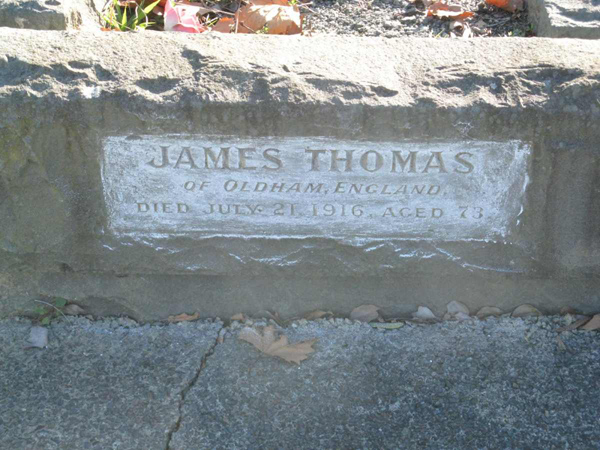 JAMES THOMAS
OF OLDHAM, ENGLAND,
DIED JULY 21, 1916, AGED 73.